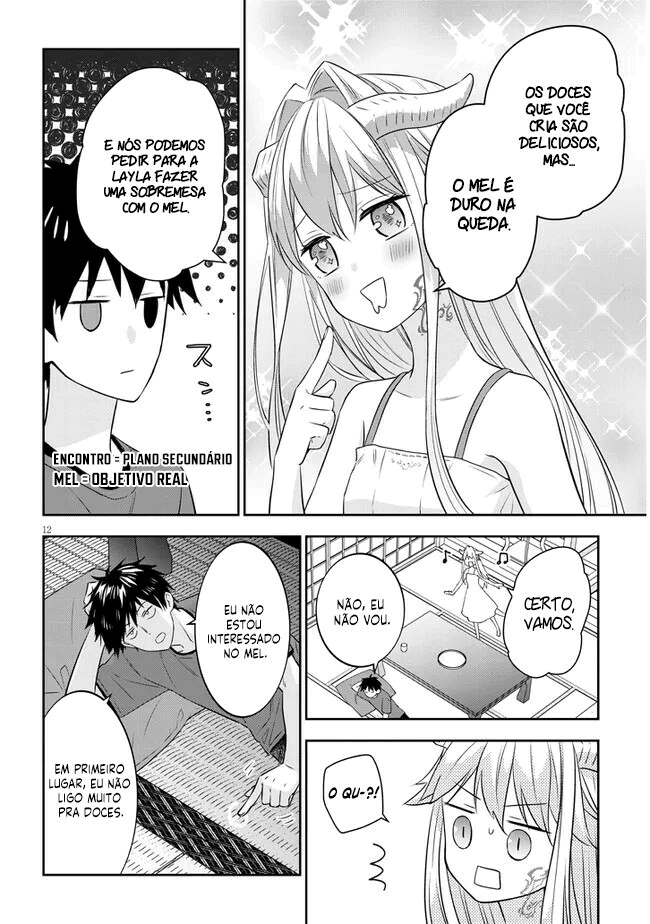 OS DOCES
QUE VOCÊ
CRIA SÃO
DELICIOSOS,
MAS...
O MEL É
DURO NA
QUEDA.
E NÓS PODEMOS
PEDIR PARA A
LAYLA FAZER
UMA SOBREMESA
COM O MEL.
スン
ENCONTRO = PLANO SECUNDÁRIO
MEL = OBJETIVO REAL
12
CERTO,
VAMOS.
NÃO, EU
NÃO VOU.
EU NÃO
ESTOU
INTERESSADO
NO MEL.
EM PRIMEIRO
LUGAR, EU NÃO
LIGO MUITO
PRA DOCES.
O QU-?!